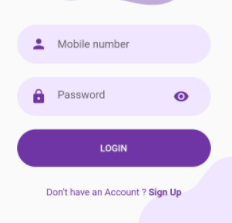 Mobile number
Password
LOGIN
Don't have an Account ? Sign Up